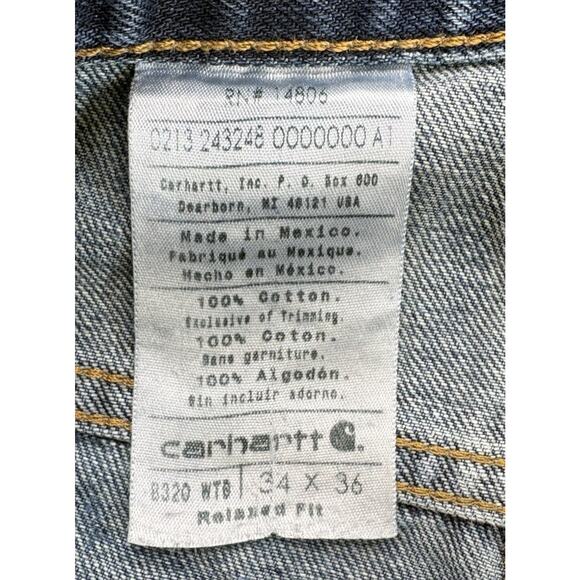 RN# 14806
0213 243248 0000000 A1
Carhartt, Inc. P. O. Box 600
Dearborn, MI 48121 USA
Made in Mexico.
Fabriqué au Mexique.
Hecho en México.
100% Cotton.
Exclusive of Trimming.
100% Coton.
Sans garniture.
100% Algodón.
Sin incluir adorno.
carhartt
B320 WTB | 34 X 36
Relaxed Fit